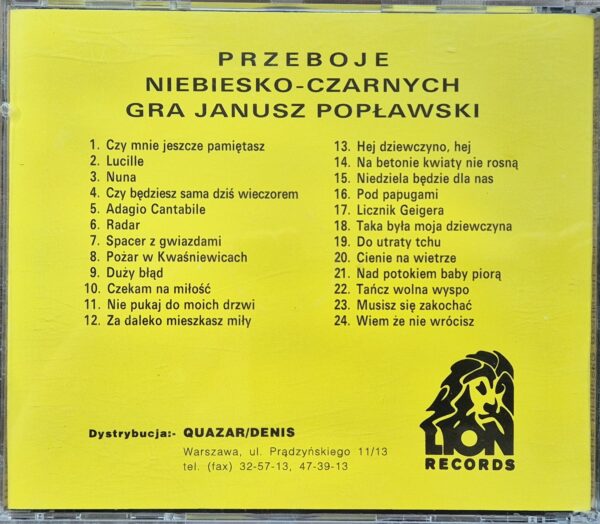 PRZEBOJE
NIEBIESKO-CZARNYCH
GRA JANUSZ POPŁAWSKI
1. Czy mnie jeszcze pamiętasz
2. Lucille
3. Nuna
4. Czy będziesz sama dziś wieczorem
5. Adagio Cantabile
6. Radar
7. Spacer z gwiazdami
8. Pożar w Kwaśniewicach
9. Duży błąd
10. Czekam na miłość
11. Nie pukaj do moich drzwi
12. Za daleko mieszkasz miły
13. Hej dziewczyno, hej
14. Na betonie kwiaty nie rosną
15. Niedziela będzie dla nas
16. Pod papugami
17. Licznik Geigera
18. Taka była moja dziewczyna
19. Do utraty tchu
20. Cienie na wietrze
21. Nad potokiem baby piorą
22. Tańcz wolna wyspo
23. Musisz się zakochać
24. Wiem że nie wrócisz
Dystrybucja:- QUAZAR/DENIS
Warszawa, ul. Prądzyńskiego 11/13
tel. (fax) 32-57-13, 47-39-13
LION
RECORDS